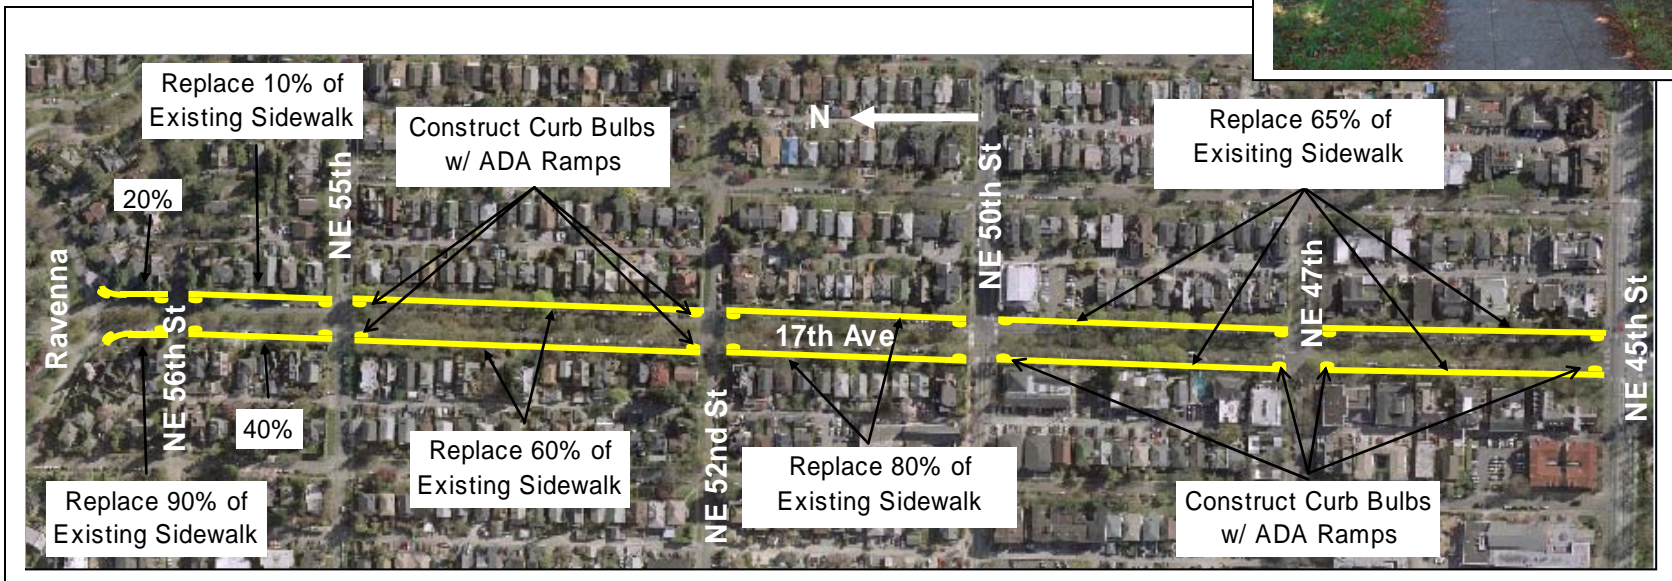 Replace 10% of
Existing Sidewalk
Construct Curb Bulbs
w/ ADA Ramps
N
Replace 65% of
Exisiting Sidewalk
20%
Ravenna
NE 56th St
NE 55th
NE 52nd St
NE 50th St
NE 47th
NE 45th St
17th Ave
40%
Replace 90% of
Existing Sidewalk
Replace 60% of
Existing Sidewalk
Replace 80% of
Existing Sidewalk
Construct Curb Bulbs
w/ ADA Ramps